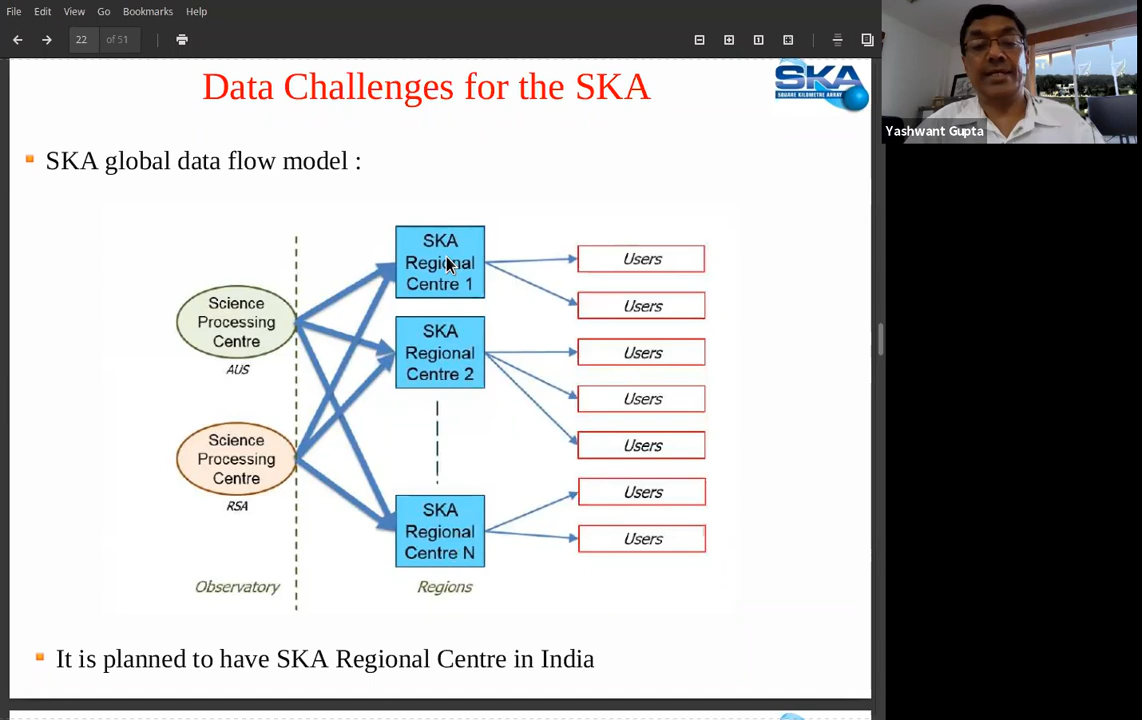 File Edit View Go Bookmarks Help
22 of 51
Data Challenges for the SKA
SKA
SQUARE KILOMETRE ARRAY
Yashwant Gupta
SKA global data flow model :
SKA
Regional
Centre 1
Users
Users
Science
Processing
Centre
AUS
SKA
Regional
Centre 2
Users
Users
Users
Science
Processing
Centre
RSA
SKA
Regional
Centre N
Users
Users
Observatory
Regions
It is planned to have SKA Regional Centre in India